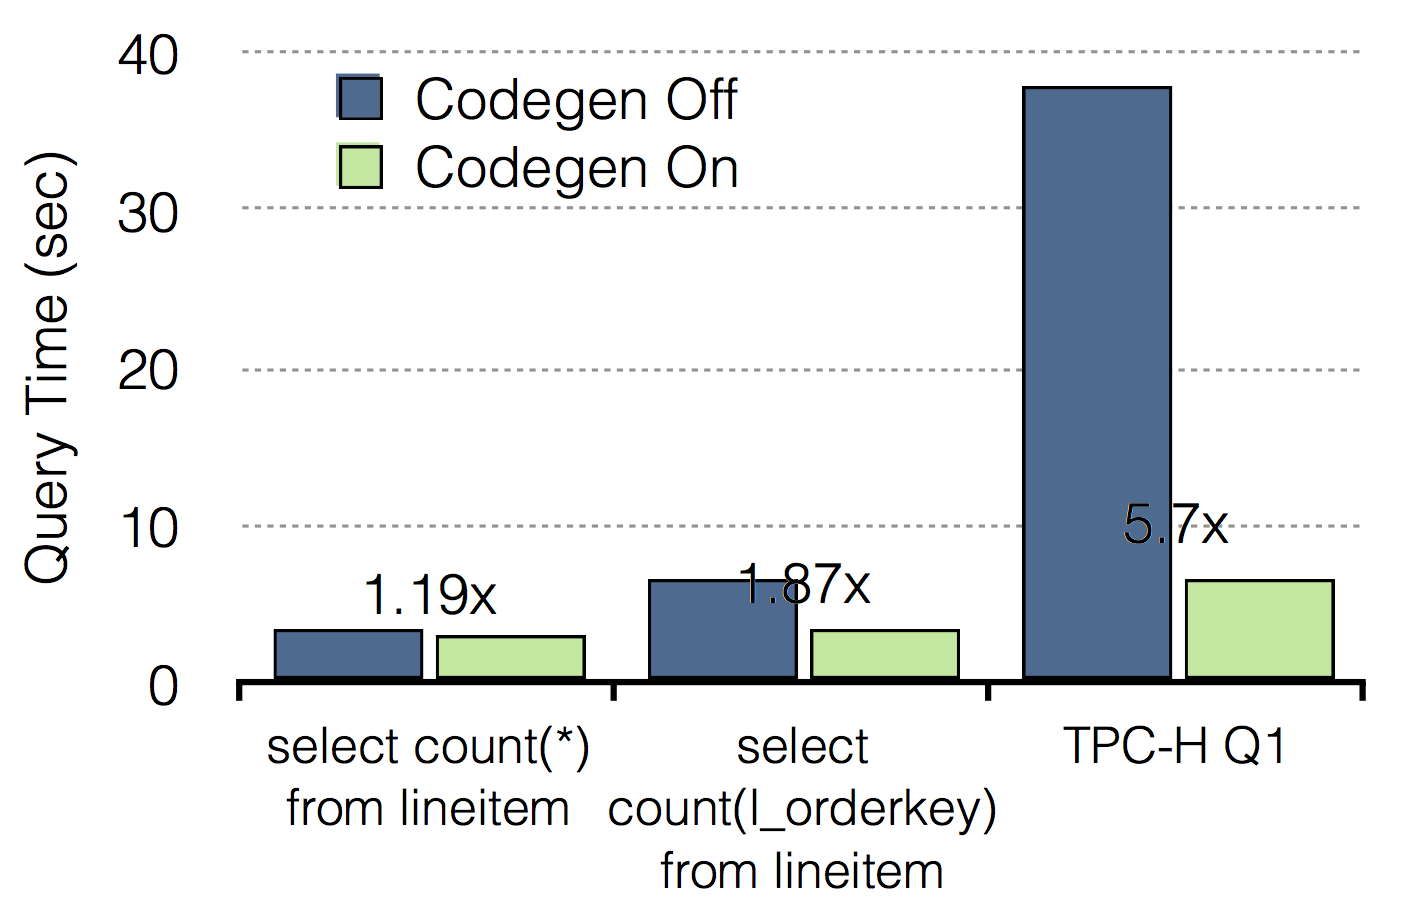 40
Codegen Off
Codegen On
30
Query Time (sec)
20
10
5.7x
1.87x
1.19x
0
select count(*)
from lineitem
select
count(l_orderkey)
from lineitem
TPC-H Q1